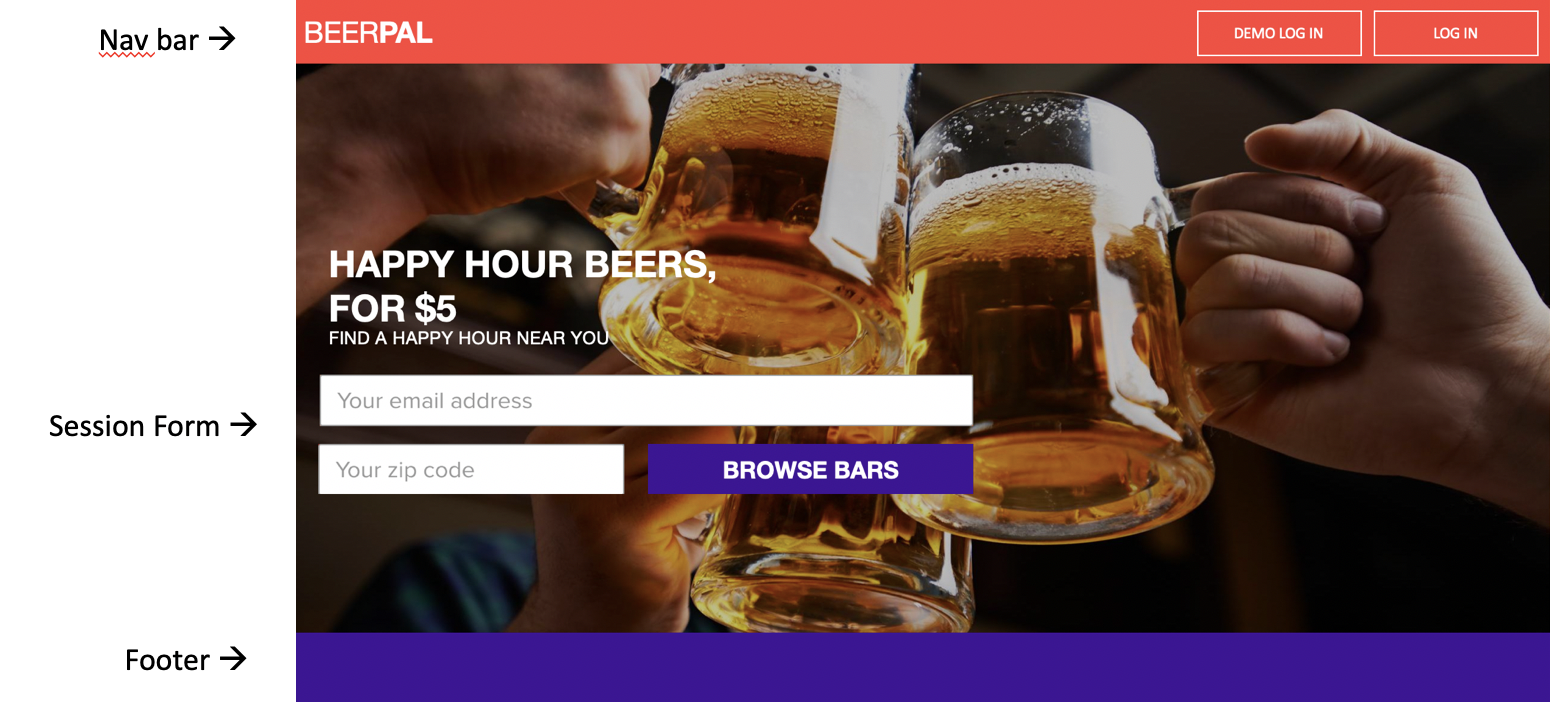 Nav bar →
BEERPAL
DEMO LOG IN
LOG IN
HAPPY HOUR BEERS,
FOR $5
FIND A HAPPY HOUR NEAR YOU
Your email address
Session Form →
Your zip code
BROWSE BARS
Footer →